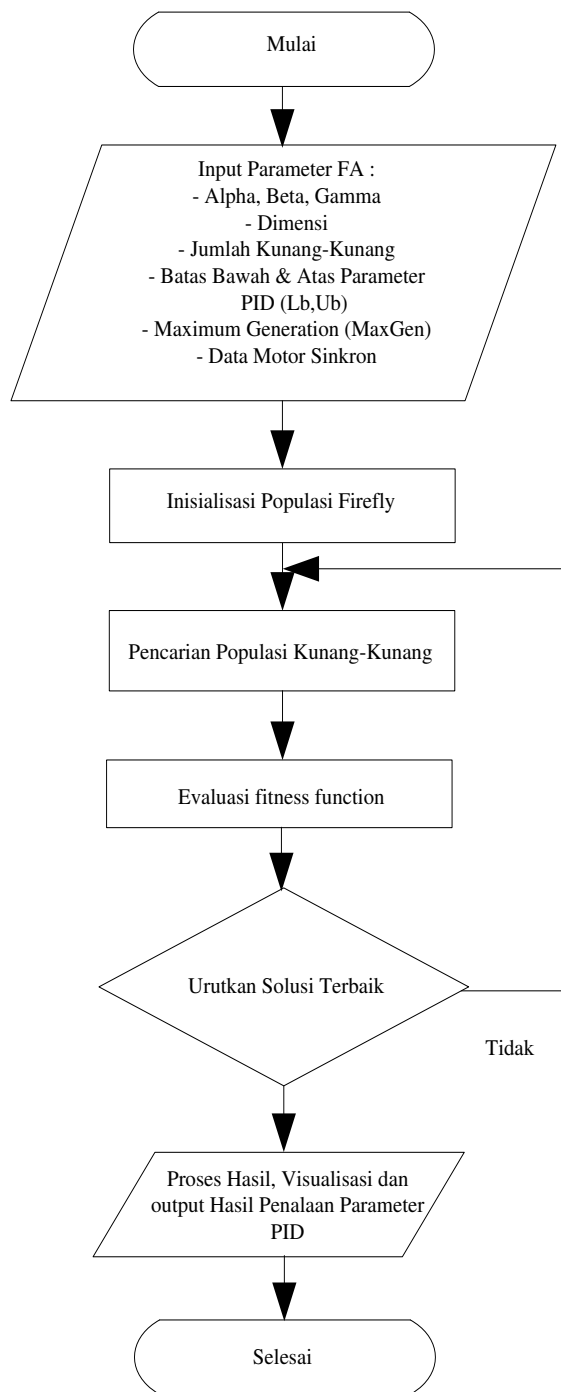 Mulai
Input Parameter FA :
- Alpha, Beta, Gamma
- Dimensi
- Jumlah Kunang-Kunang
- Batas Bawah & Atas Parameter
PID (Lb,Ub)
- Maximum Generation (MaxGen)
- Data Motor Sinkron
Inisialisasi Populasi Firefly
Pencarian Populasi Kunang-Kunang
Evaluasi fitness function
Urutkan Solusi Terbaik
Tidak
Proses Hasil, Visualisasi dan
output Hasil Penalaan Parameter
PID
Selesai